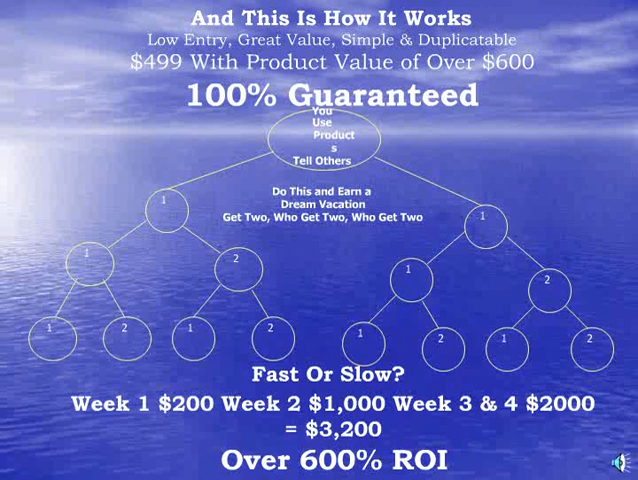 And This Is How It Works
Low Entry, Great Value, Simple & Duplicatable
$499 With Product Value of Over $600
100% Guaranteed
You
Use
Product
s
Tell Others
Do This and Earn a
Dream Vacation
Get Two, Who Get Two, Who Get Two
1
1
1
2
1
2
1
2
1
2
1
2
1
2
Fast Or Slow?
Week 1 $200 Week 2 $1,000 Week 3 & 4 $2000
= $3,200
Over 600% ROI